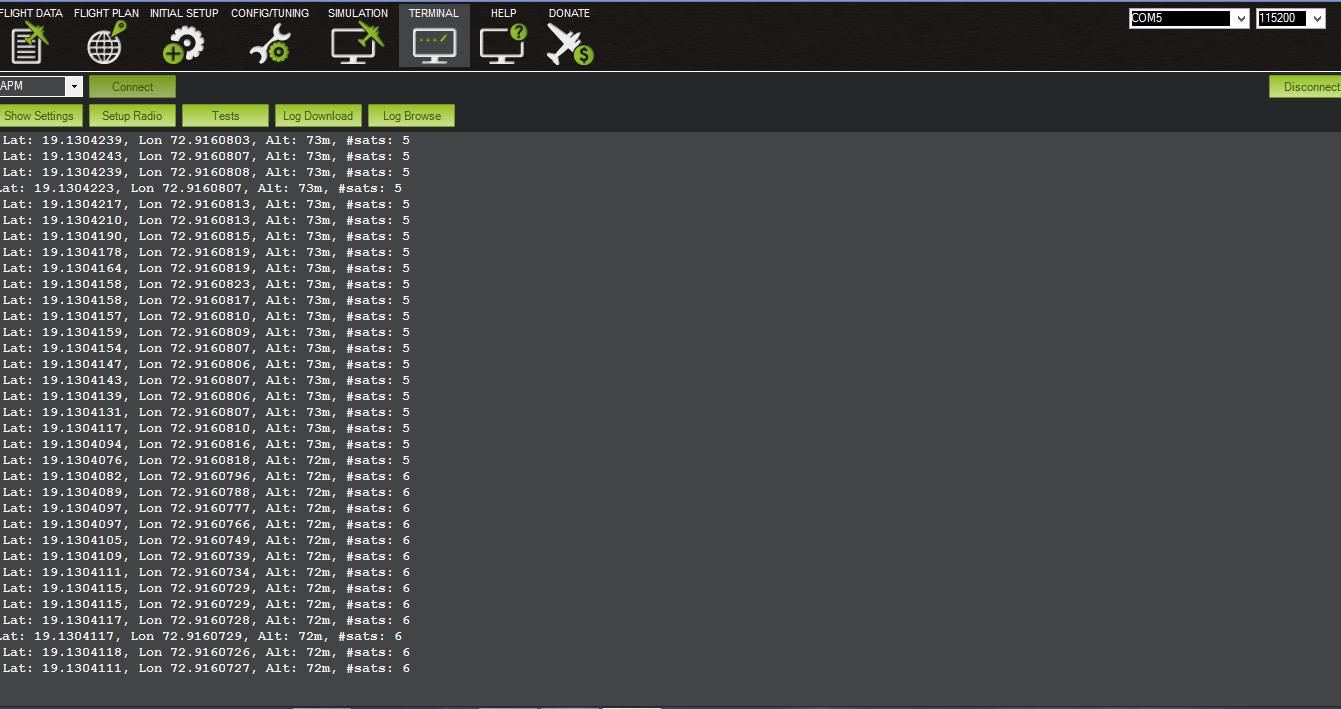 FLIGHT DATA FLIGHT PLAN INITIAL SETUP CONFIG/TUNING SIMULATION TERMINAL HELP DONATE
COM5 115200
APM Connect Disconnect
Show Settings Setup Radio Tests Log Download Log Browse
Lat: 19.1304239, Lon 72.9160803, Alt: 73m, #sats: 5
Lat: 19.1304243, Lon 72.9160807, Alt: 73m, #sats: 5
Lat: 19.1304239, Lon 72.9160808, Alt: 73m, #sats: 5
Lat: 19.1304223, Lon 72.9160807, Alt: 73m, #sats: 5
Lat: 19.1304217, Lon 72.9160813, Alt: 73m, #sats: 5
Lat: 19.1304210, Lon 72.9160813, Alt: 73m, #sats: 5
Lat: 19.1304190, Lon 72.9160815, Alt: 73m, #sats: 5
Lat: 19.1304178, Lon 72.9160819, Alt: 73m, #sats: 5
Lat: 19.1304164, Lon 72.9160819, Alt: 73m, #sats: 5
Lat: 19.1304158, Lon 72.9160823, Alt: 73m, #sats: 5
Lat: 19.1304158, Lon 72.9160817, Alt: 73m, #sats: 5
Lat: 19.1304157, Lon 72.9160810, Alt: 73m, #sats: 5
Lat: 19.1304159, Lon 72.9160809, Alt: 73m, #sats: 5
Lat: 19.1304154, Lon 72.9160807, Alt: 73m, #sats: 5
Lat: 19.1304147, Lon 72.9160806, Alt: 73m, #sats: 5
Lat: 19.1304143, Lon 72.9160807, Alt: 73m, #sats: 5
Lat: 19.1304139, Lon 72.9160806, Alt: 73m, #sats: 5
Lat: 19.1304131, Lon 72.9160807, Alt: 73m, #sats: 5
Lat: 19.1304117, Lon 72.9160810, Alt: 73m, #sats: 5
Lat: 19.1304094, Lon 72.9160816, Alt: 73m, #sats: 5
Lat: 19.1304076, Lon 72.9160818, Alt: 72m, #sats: 5
Lat: 19.1304082, Lon 72.9160796, Alt: 72m, #sats: 6
Lat: 19.1304089, Lon 72.9160788, Alt: 72m, #sats: 6
Lat: 19.1304097, Lon 72.9160777, Alt: 72m, #sats: 6
Lat: 19.1304097, Lon 72.9160766, Alt: 72m, #sats: 6
Lat: 19.1304105, Lon 72.9160749, Alt: 72m, #sats: 6
Lat: 19.1304109, Lon 72.9160739, Alt: 72m, #sats: 6
Lat: 19.1304111, Lon 72.9160734, Alt: 72m, #sats: 6
Lat: 19.1304115, Lon 72.9160729, Alt: 72m, #sats: 6
Lat: 19.1304115, Lon 72.9160729, Alt: 72m, #sats: 6
Lat: 19.1304117, Lon 72.9160728, Alt: 72m, #sats: 6
Lat: 19.1304117, Lon 72.9160729, Alt: 72m, #sats: 6
Lat: 19.1304118, Lon 72.9160726, Alt: 72m, #sats: 6
Lat: 19.1304111, Lon 72.9160727, Alt: 72m, #sats: 6